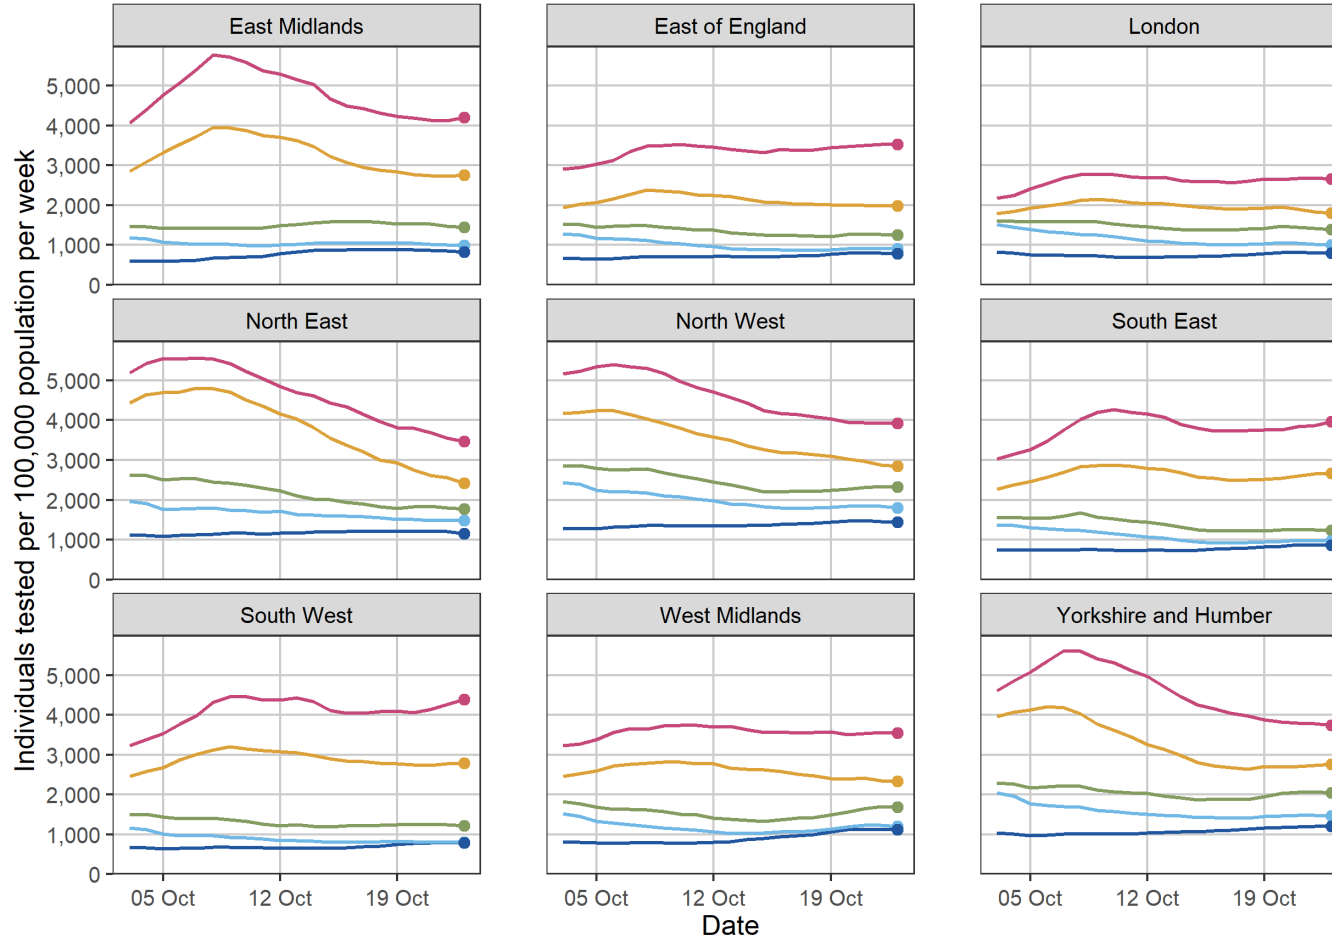 East Midlands
East of England
London
5,000
4,000
3,000
2,000
1,000
0
North East
North West
South East
5,000
4,000
3,000
2,000
1,000
0
South West
West Midlands
Yorkshire and Humber
5,000
4,000
3,000
2,000
1,000
0
05 Oct 12 Oct 19 Oct
05 Oct 12 Oct 19 Oct
05 Oct 12 Oct 19 Oct
Date
Individuals tested per 100,000 population per week